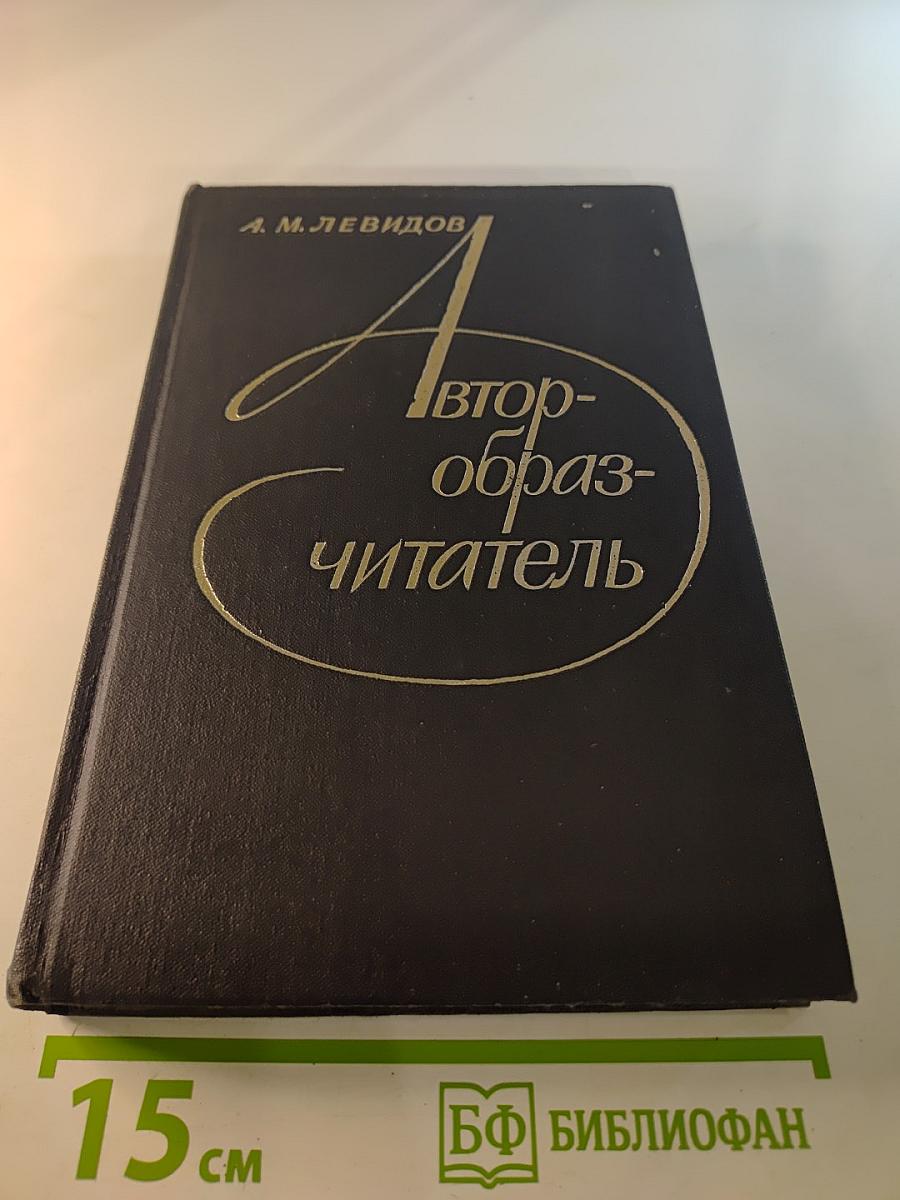 А. М. ЛЕВИДОВ
Автор-
образ-
читатель
15 см
БФ БИБЛИОФАН